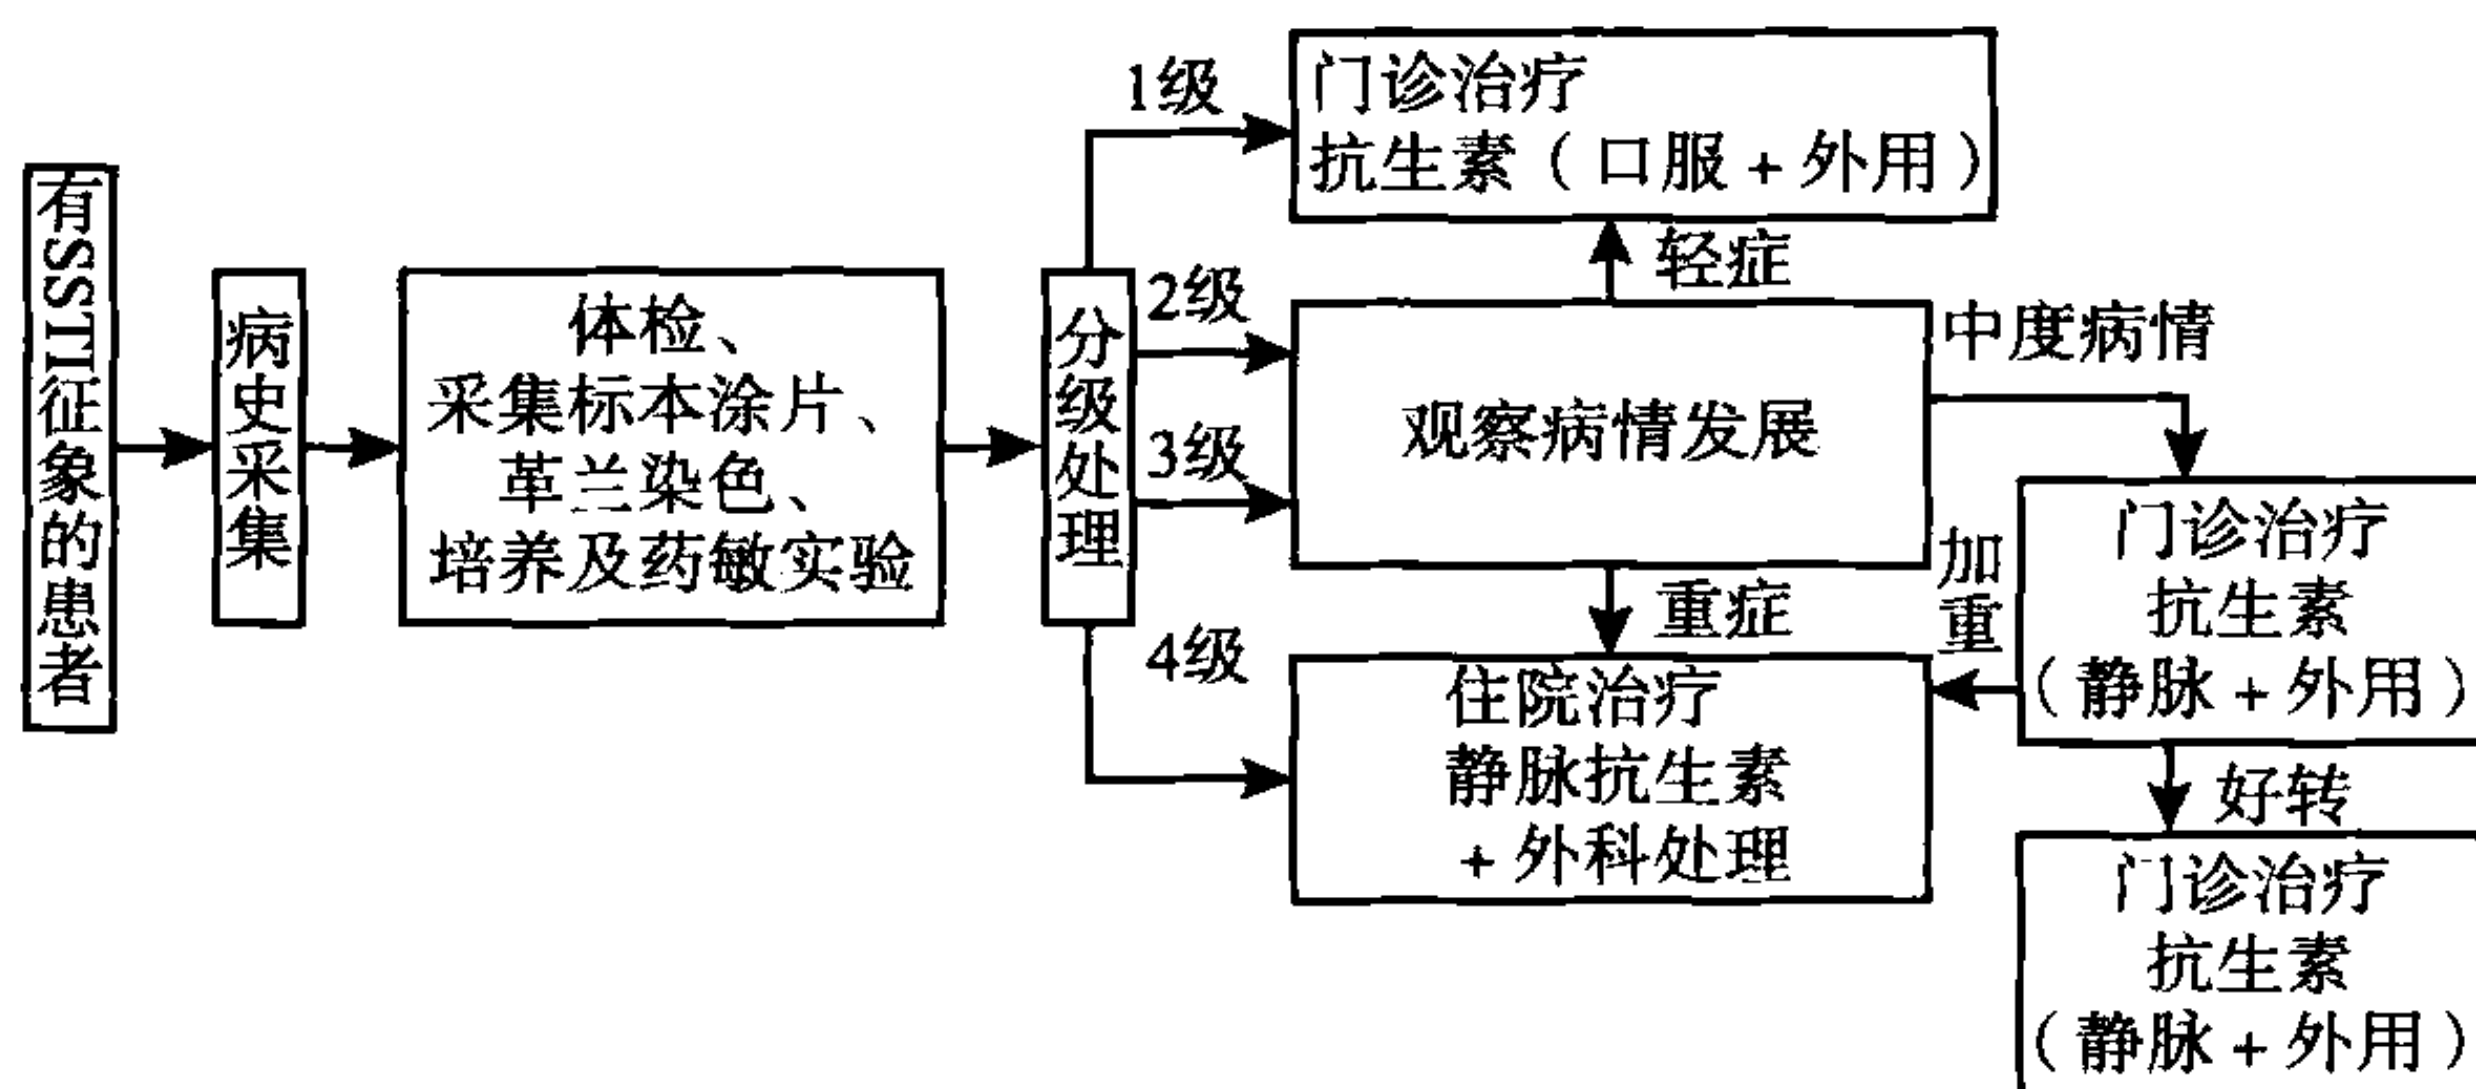 有SSTI征象的患者
病史采集
体检、
采集标本涂片、
革兰染色、
培养及药敏实验
分级处理
1级
门诊治疗
抗生素（口服+外用）
轻症
2级
3级
观察病情发展
中度病情
重症
4级
住院治疗
静脉抗生素
+外科处理
加重
门诊治疗
抗生素
（静脉+外用）
好转
门诊治疗
抗生素
（静脉+外用）